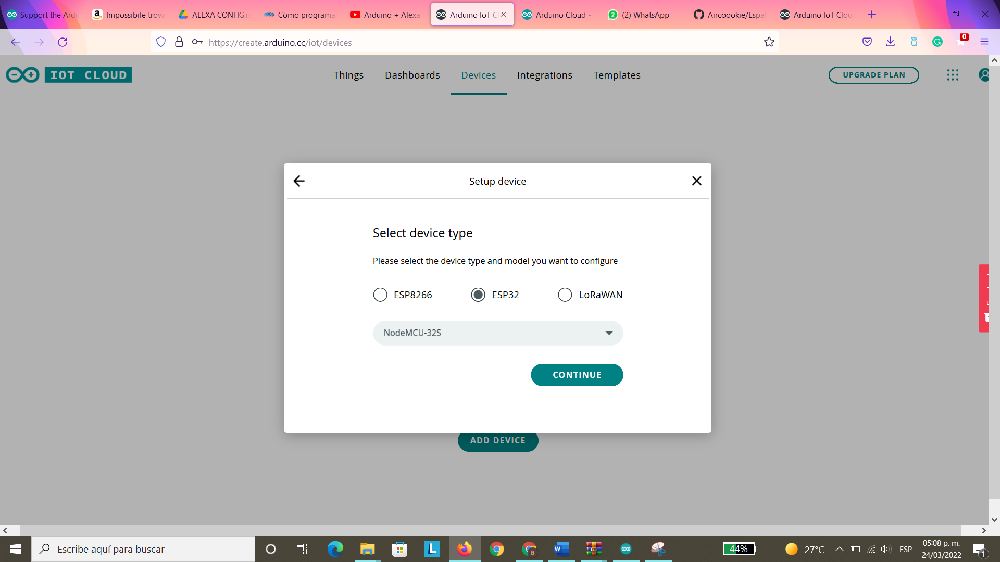 Support the Ardu
Impossibile trova
ALEXA CONFIG.ra
Cómo programa
Arduino + Alexa
Arduino IoT Cl
Arduino Cloud -
(2) WhatsApp
Aircoookie/Espa
Arduino IoT Clou
https://create.arduino.cc/iot/devices
0
IOT CLOUD
Things
Dashboards
Devices
Integrations
Templates
UPGRADE PLAN
Setup device
Select device type
Please select the device type and model you want to configure
ESP8266
ESP32
LoRaWAN
NodeMCU-32S
CONTINUE
ADD DEVICE
Escribe aquí para buscar
44%
27°C
ESP
05:08 p. m.
24/03/2022
1